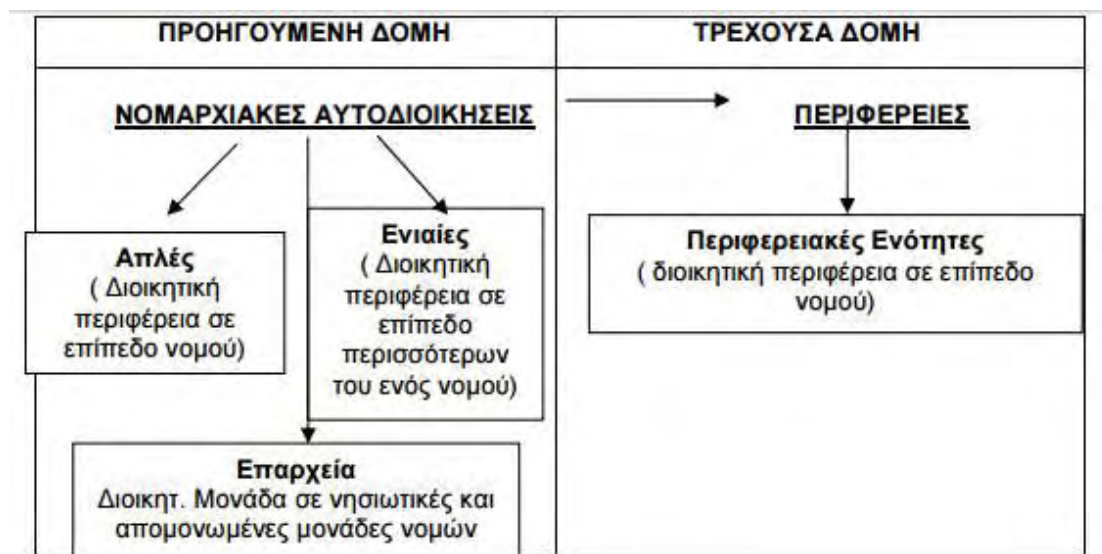 ΠΡΟΗΓΟΥΜΕΝΗ ΔΟΜΗ
ΤΡΕΧΟΥΣΑ ΔΟΜΗ
ΝΟΜΑΡΧΙΑΚΕΣ ΑΥΤΟΔΙΟΙΚΗΣΕΙΣ
ΠΕΡΙΦΕΡΕΙΕΣ
Απλές
( Διοικητική
περιφέρεια σε
επίπεδο νομού)
Ενιαίες
( Διοικητική
περιφέρεια σε
επίπεδο
περισσότερων
του ενός νομού)
Επαρχεία
Διοικητ. Μονάδα σε νησιωτικές και
απομονωμένες μονάδες νομών
Περιφερειακές Ενότητες
( διοικητική περιφέρεια σε επίπεδο
νομού)